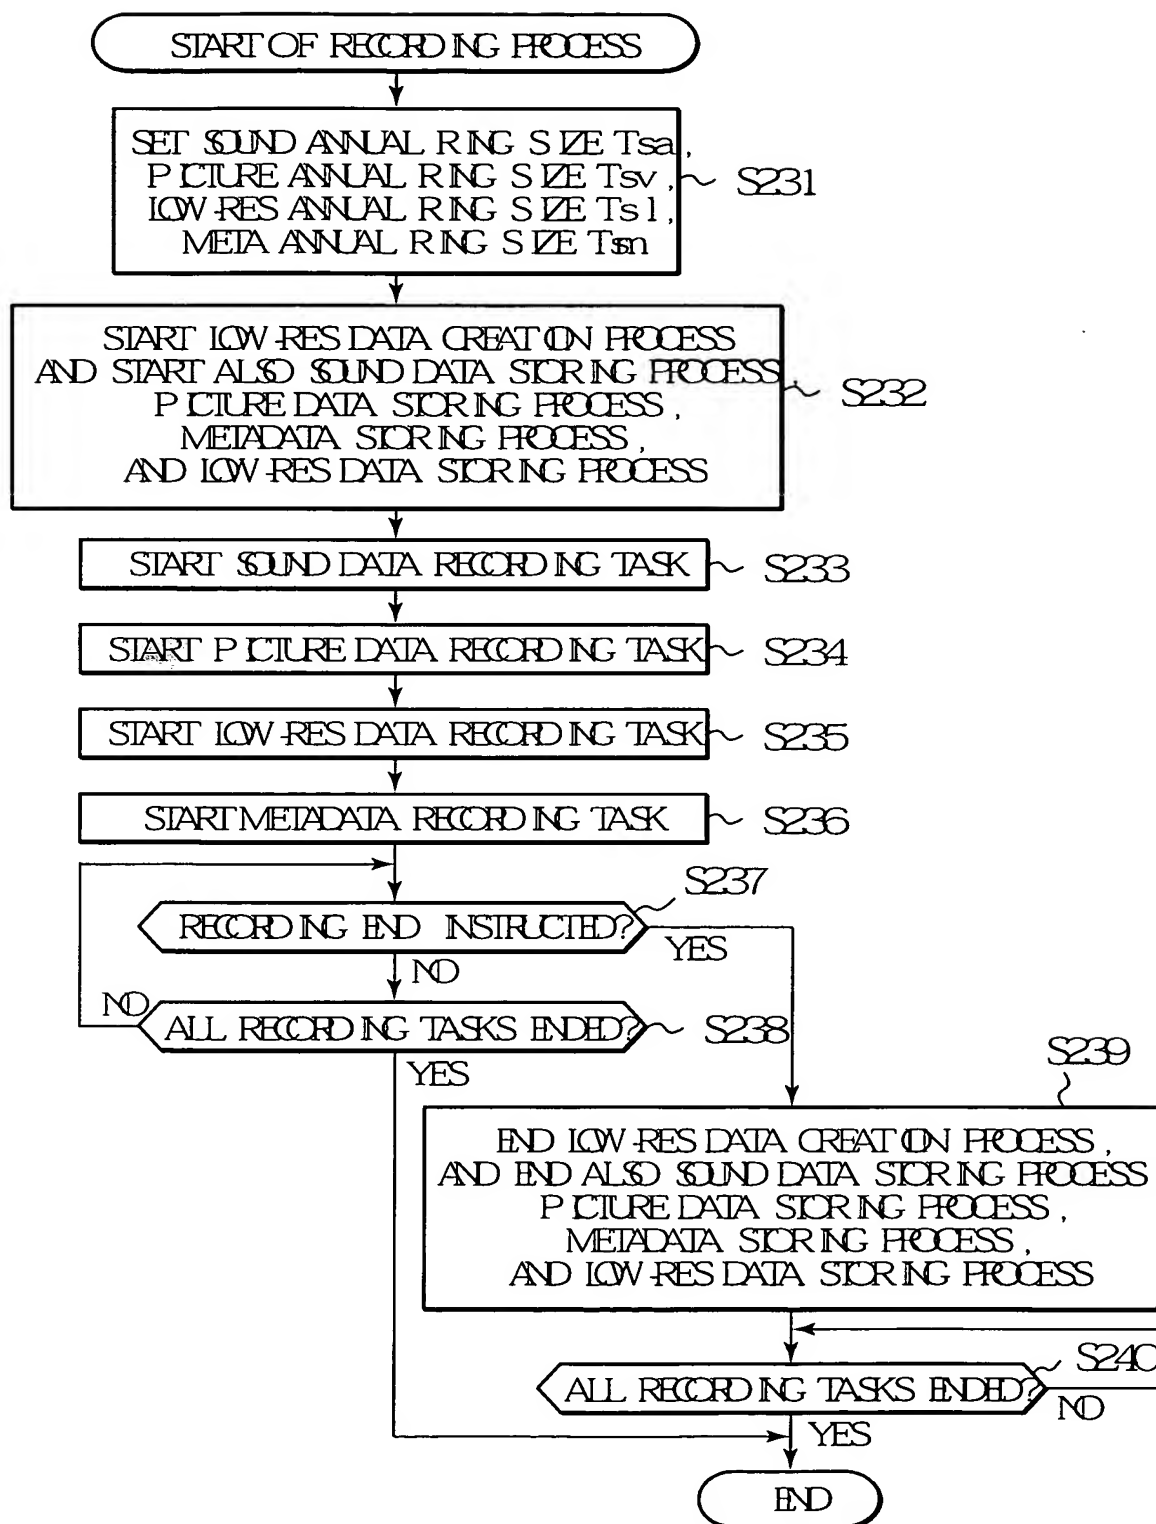 START OF RECORDING PROCESS
SET SOUND ANNUAL RING SIZE Tsa,
PICTURE ANNUAL RING SIZE Tsv,
LOW-RES ANNUAL RING SIZE Tsl,
META ANNUAL RING SIZE Tsm
S231
START LOW-RES DATA CREATION PROCESS
AND START ALSO SOUND DATA STORING PROCESS,
PICTURE DATA STORING PROCESS,
METADATA STORING PROCESS,
AND LOW-RES DATA STORING PROCESS
S232
START SOUND DATA RECORDING TASK
S233
START PICTURE DATA RECORDING TASK
S234
START LOW-RES DATA RECORDING TASK
S235
START METADATA RECORDING TASK
S236
S237
RECORDING END INSTRUCTED?
YES
NO
NO
ALL RECORDING TASKS ENDED?
S238
YES
S239
END LOW-RES DATA CREATION PROCESS,
AND END ALSO SOUND DATA STORING PROCESS
PICTURE DATA STORING PROCESS,
METADATA STORING PROCESS,
AND LOW-RES DATA STORING PROCESS
S240
ALL RECORDING TASKS ENDED?
NO
YES
END